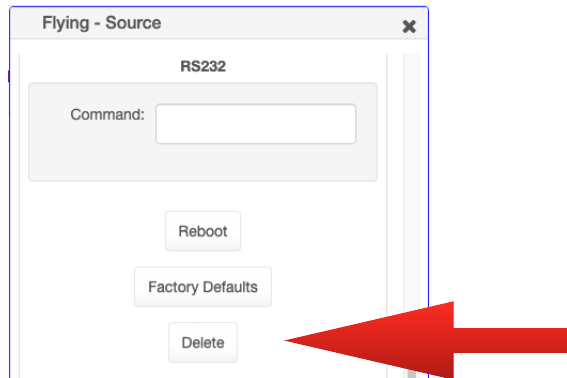 Flying - Source
RS232
Command:
Reboot
Factory Defaults
Delete